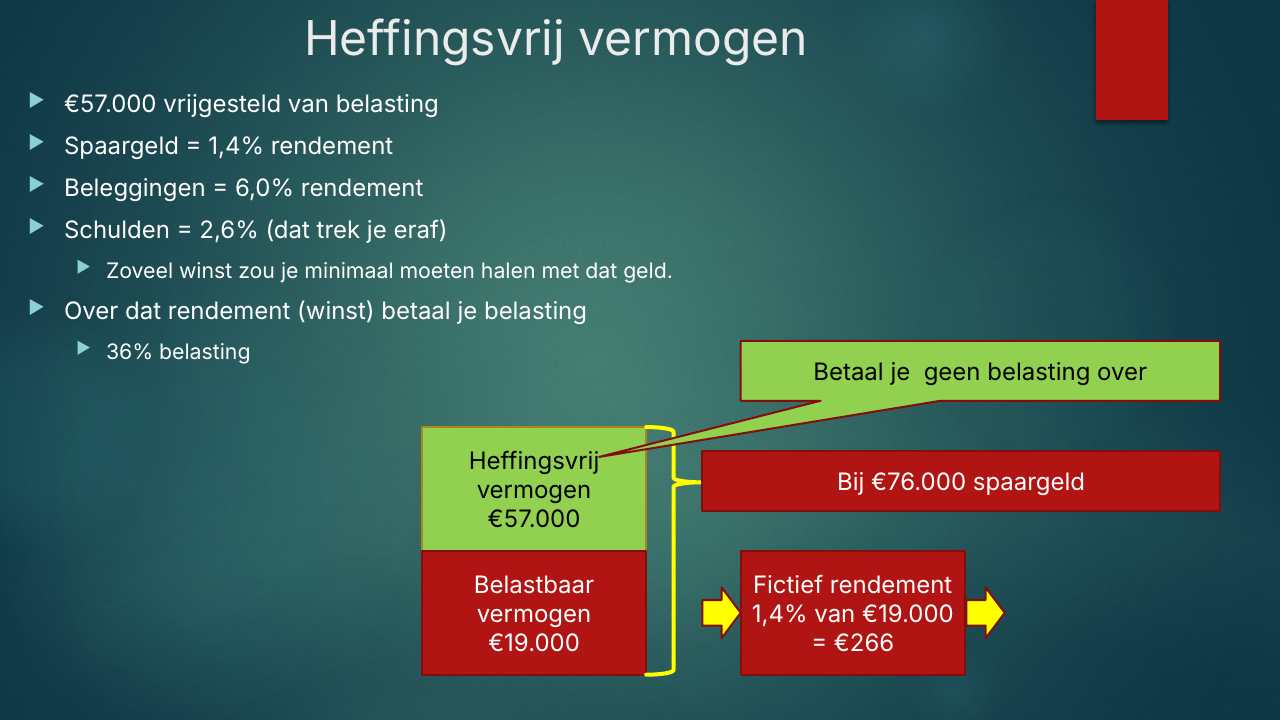 Heffingsvrij vermogen
€57.000 vrijgesteld van belasting
Spaargeld = 1,4% rendement
Beleggingen = 6,0% rendement
Schulden = 2,6% (dat trek je eraf)
Zoveel winst zou je minimaal moeten halen met dat geld.
Over dat rendement (winst) betaal je belasting
36% belasting
Betaal je  geen belasting over
Heffingsvrij
vermogen
€57.000
Bij €76.000 spaargeld
Belastbaar
vermogen
€19.000
Fictief rendement
1,4% van €19.000
= €266